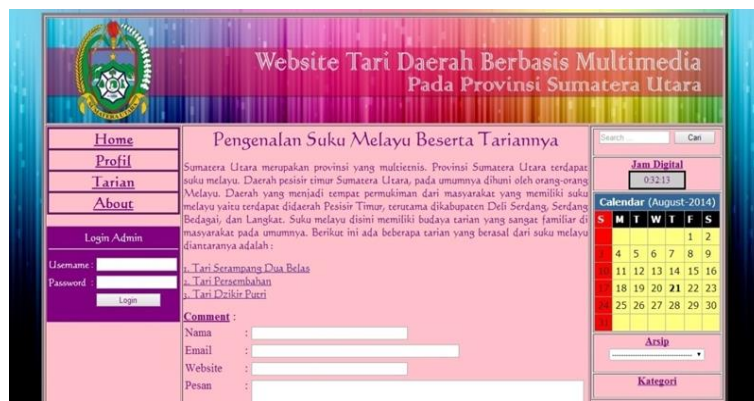 Website Tari Daerah Berbasis Multimedia
Pada Provinsi Sumatera Utara
Home
Profil
Tarian
About
Login Admin
Username :
Password :
Login
Pengenalan Suku Melayu Beserta Tariannya
Sumatera Utara merupakan provinsi yang multietnis. Provinsi Sumatera Utara terdapat
suku melayu. Daerah pesisir timur Sumatera Utara, pada umumnya dihuni oleh orang-orang
Melayu. Daerah yang menjadi tempat permukiman dari masyarakat yang memiliki suku
melayu yaitu terdapat didaerah Pesisir Timur, terutama dikabupaten Deli Serdang, Serdang
Bedagai, dan Langkat. Suku melayu disini memiliki budaya tarian yang sangat familiar di
masyarakat pada umumnya. Berikut ini ada beberapa tarian yang berasal dari suku melayu
diantaranya adalah :
1. Tari Serampang Dua Belas
2. Tari Persembahan
3. Tari Dzikir Putri
Comment :
Nama :
Email :
Website :
Pesan :
Search ... Cari
Jam Digital
0:32:13
Calendar (August-2014)
S M T W T F S
1 2
3 4 5 6 7 8 9
10 11 12 13 14 15 16
17 18 19 20 21 22 23
24 25 26 27 28 29 30
31
Arsip
Kategori